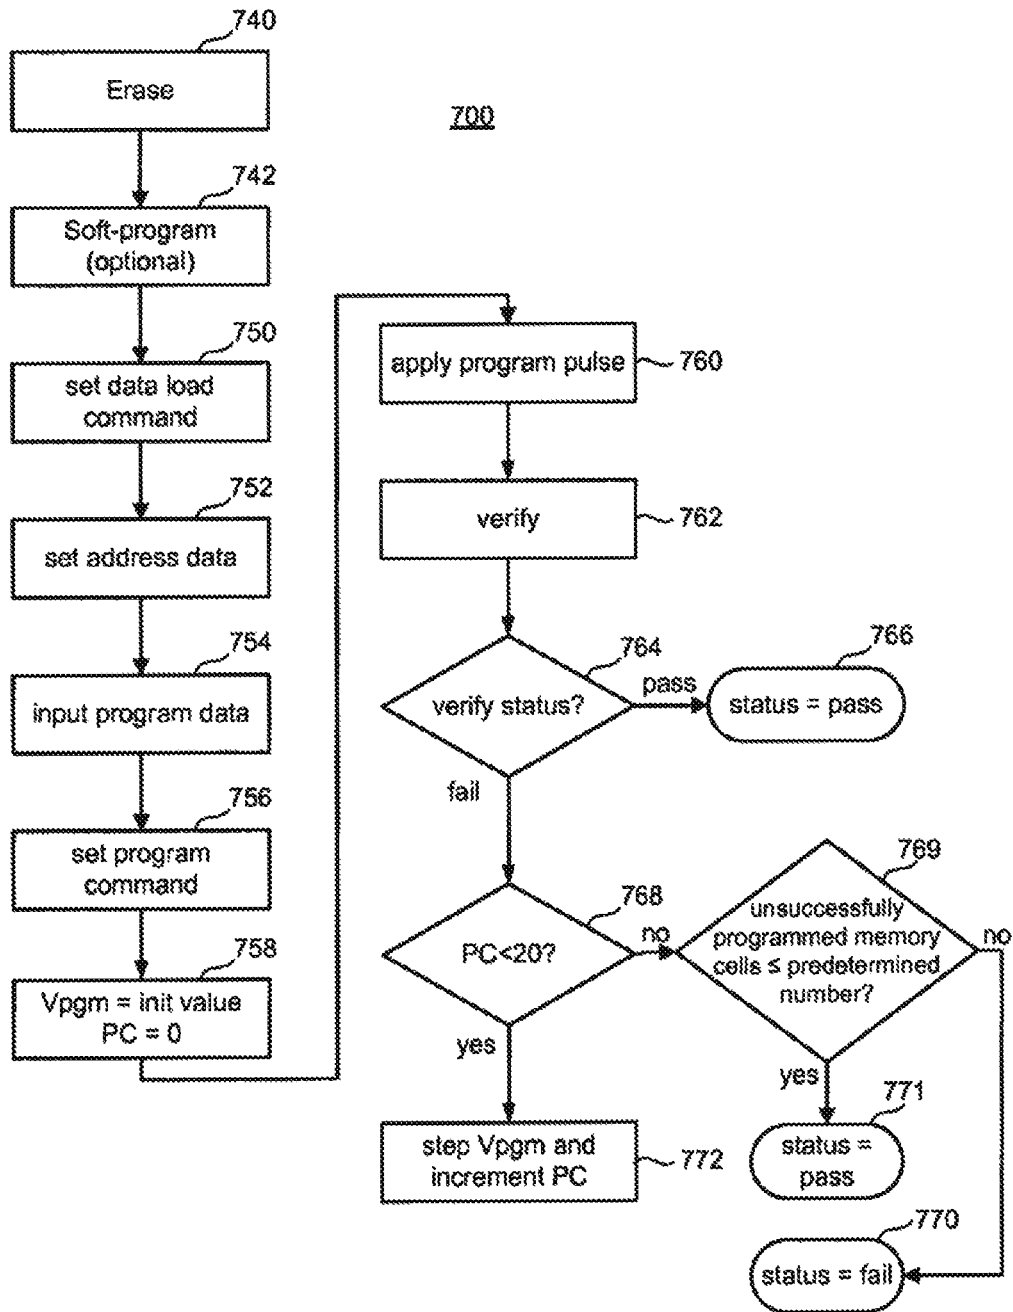 740
Erase
700
742
Soft-program
(optional)
750
set data load
command
752
set address data
754
input program data
756
set program
command
758
Vpgm = init value
PC = 0
apply program pulse
760
verify
762
764
verify status?
pass
766
status = pass
fail
768
PC<20?
no
769
unsuccessfully
programmed memory
cells ≤ predetermined
number?
no
yes
yes
step Vpgm and
increment PC
772
771
status =
pass
770
status = fail